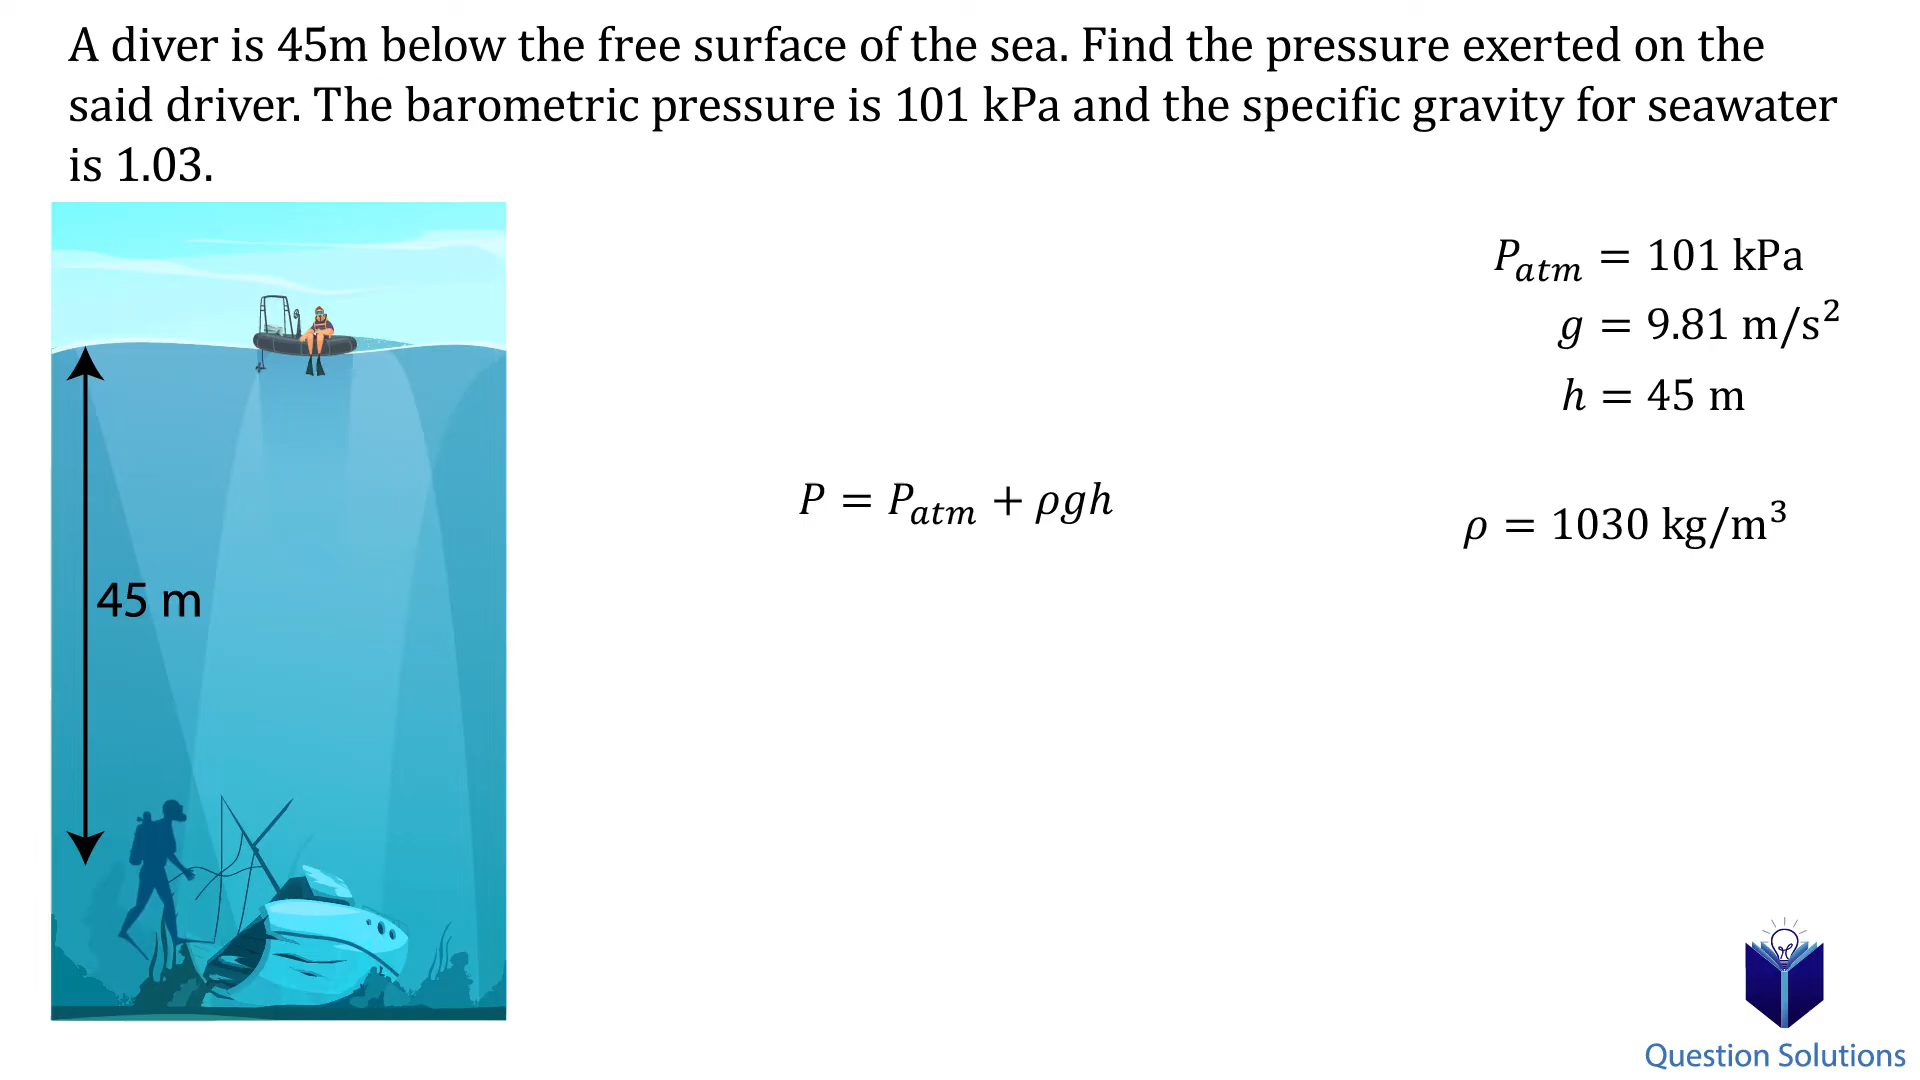 A diver is 45m below the free surface of the sea. Find the pressure exerted on the
said driver. The barometric pressure is 101 kPa and the specific gravity for seawater
is 1.03.
P_atm = 101 kPa
g = 9.81 m/s²
h = 45 m
P = P_atm + ρgh
ρ = 1030 kg/m³
45 m
Question Solutions